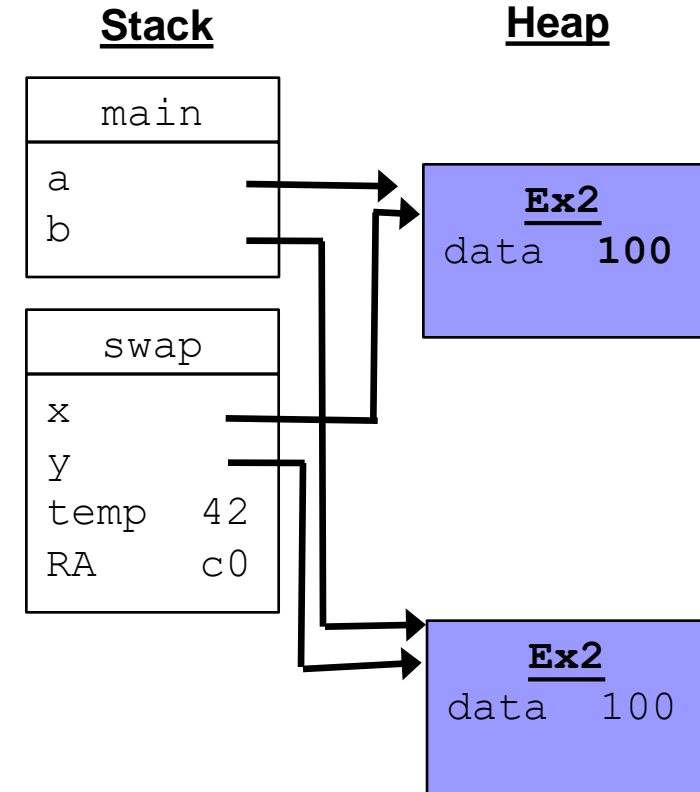 Stack
Heap
main
a
b
Ex2
data 100
swap
x
y
temp 42
RA c0
Ex2
data 100